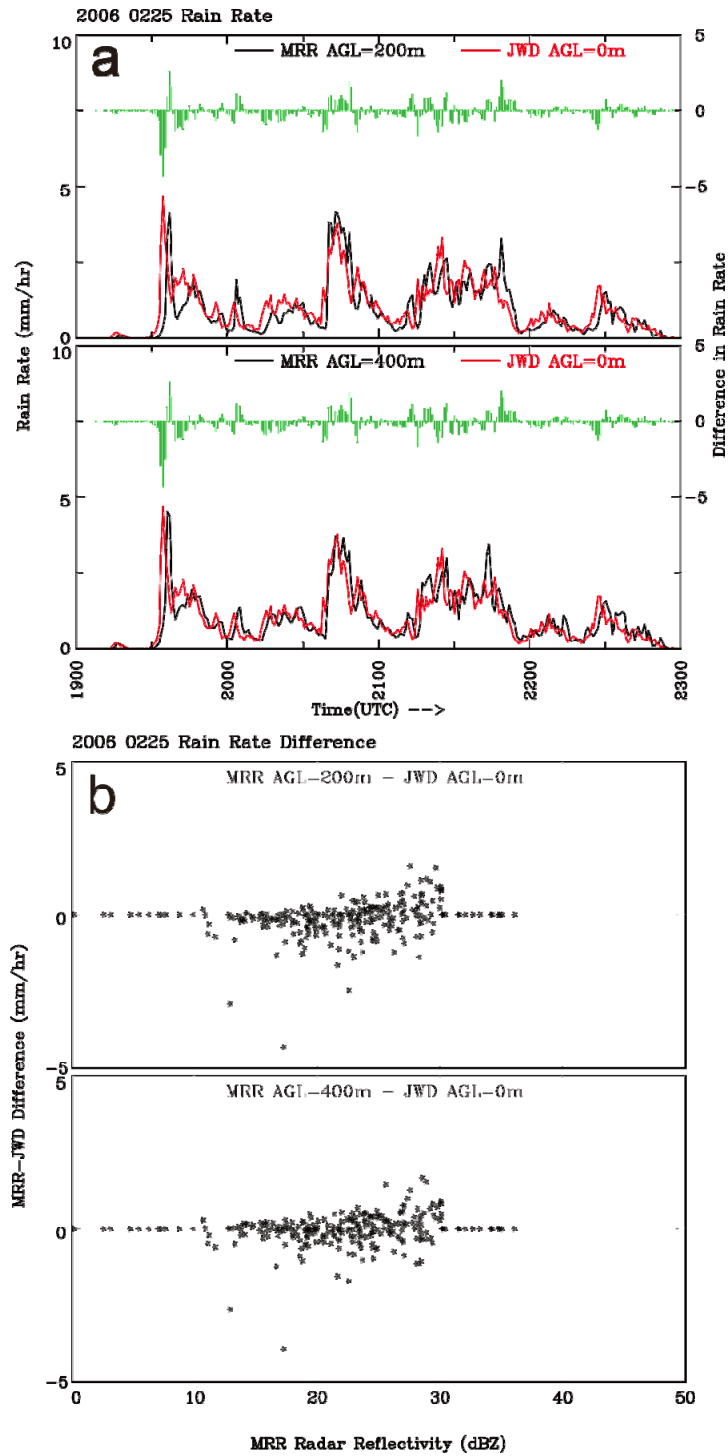 2006 0225 Rain Rate
10
5
a
MRR AGL=200m
JWD AGL=0m
0
5
-5
0
10
5
MRR AGL=400m
JWD AGL=0m
0
5
-5
0
Rain Rate (mm/hr)
Difference in Rain Rate
1900
2000
2100
2200
2300
Time(UTC) -->
2006 0225 Rain Rate Difference
5
b
MRR AGL-200m - JWD AGL-0m
0
-5
5
MRR AGL-400m - JWD AGL-0m
0
-5
MRR-JWD Difference (mm/hr)
0
10
20
30
40
50
MRR Radar Reflectivity (dBZ)